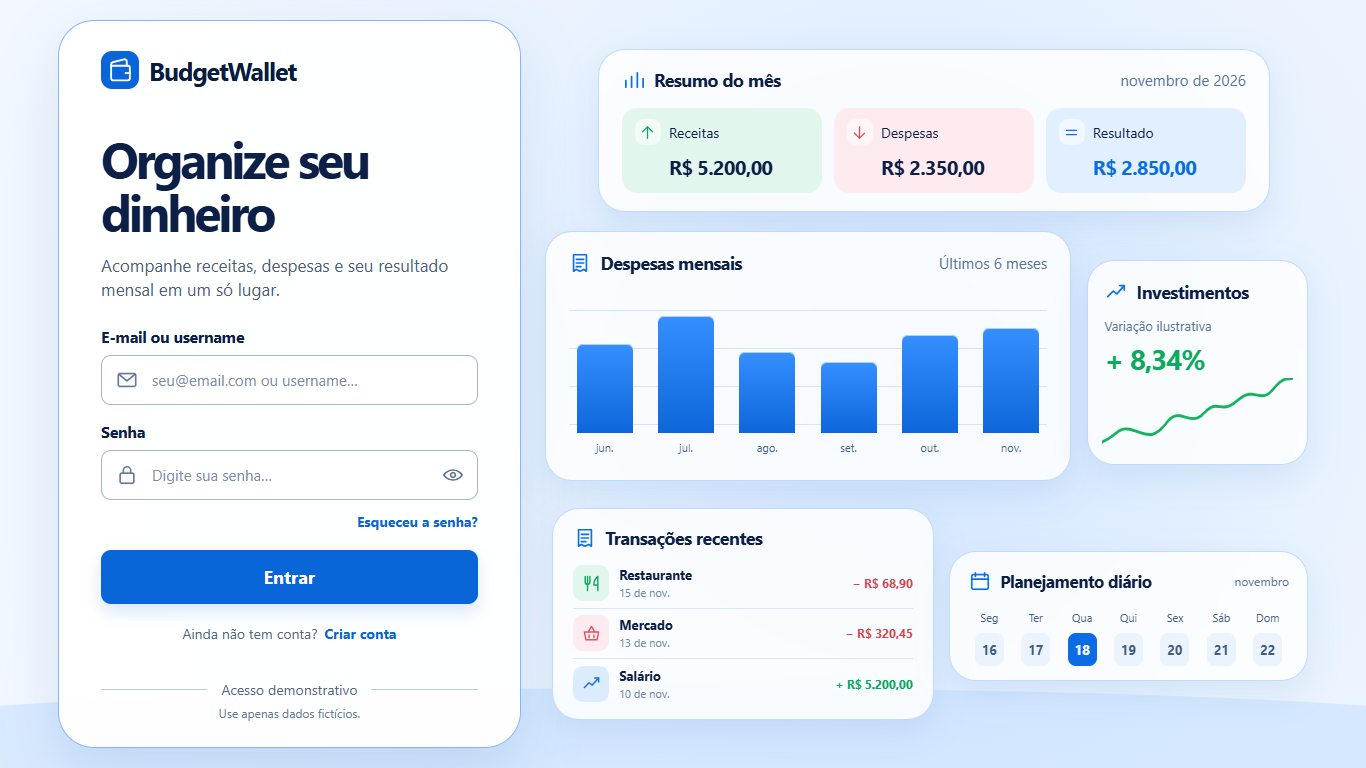 BudgetWallet
Organize seu
dinheiro
Acompanhe receitas, despesas e seu resultado
mensal em um só lugar.
E-mail ou username
seu@email.com ou username...
Senha
Digite sua senha...
Esqueceu a senha?
Entrar
Ainda não tem conta? Criar conta
Acesso demonstrativo
Use apenas dados fictícios.
Resumo do mês
novembro de 2026
Receitas
R$ 5.200,00
Despesas
R$ 2.350,00
Resultado
R$ 2.850,00
Despesas mensais
Últimos 6 meses
jun. jul. ago. set. out. nov.
Investimentos
Variação ilustrativa
+ 8,34%
Transações recentes
Restaurante
15 de nov.
− R$ 68,90
Mercado
13 de nov.
− R$ 320,45
Salário
10 de nov.
+ R$ 5.200,00
Planejamento diário
novembro
Seg Ter Qua Qui Sex Sáb Dom
16 17 18 19 20 21 22